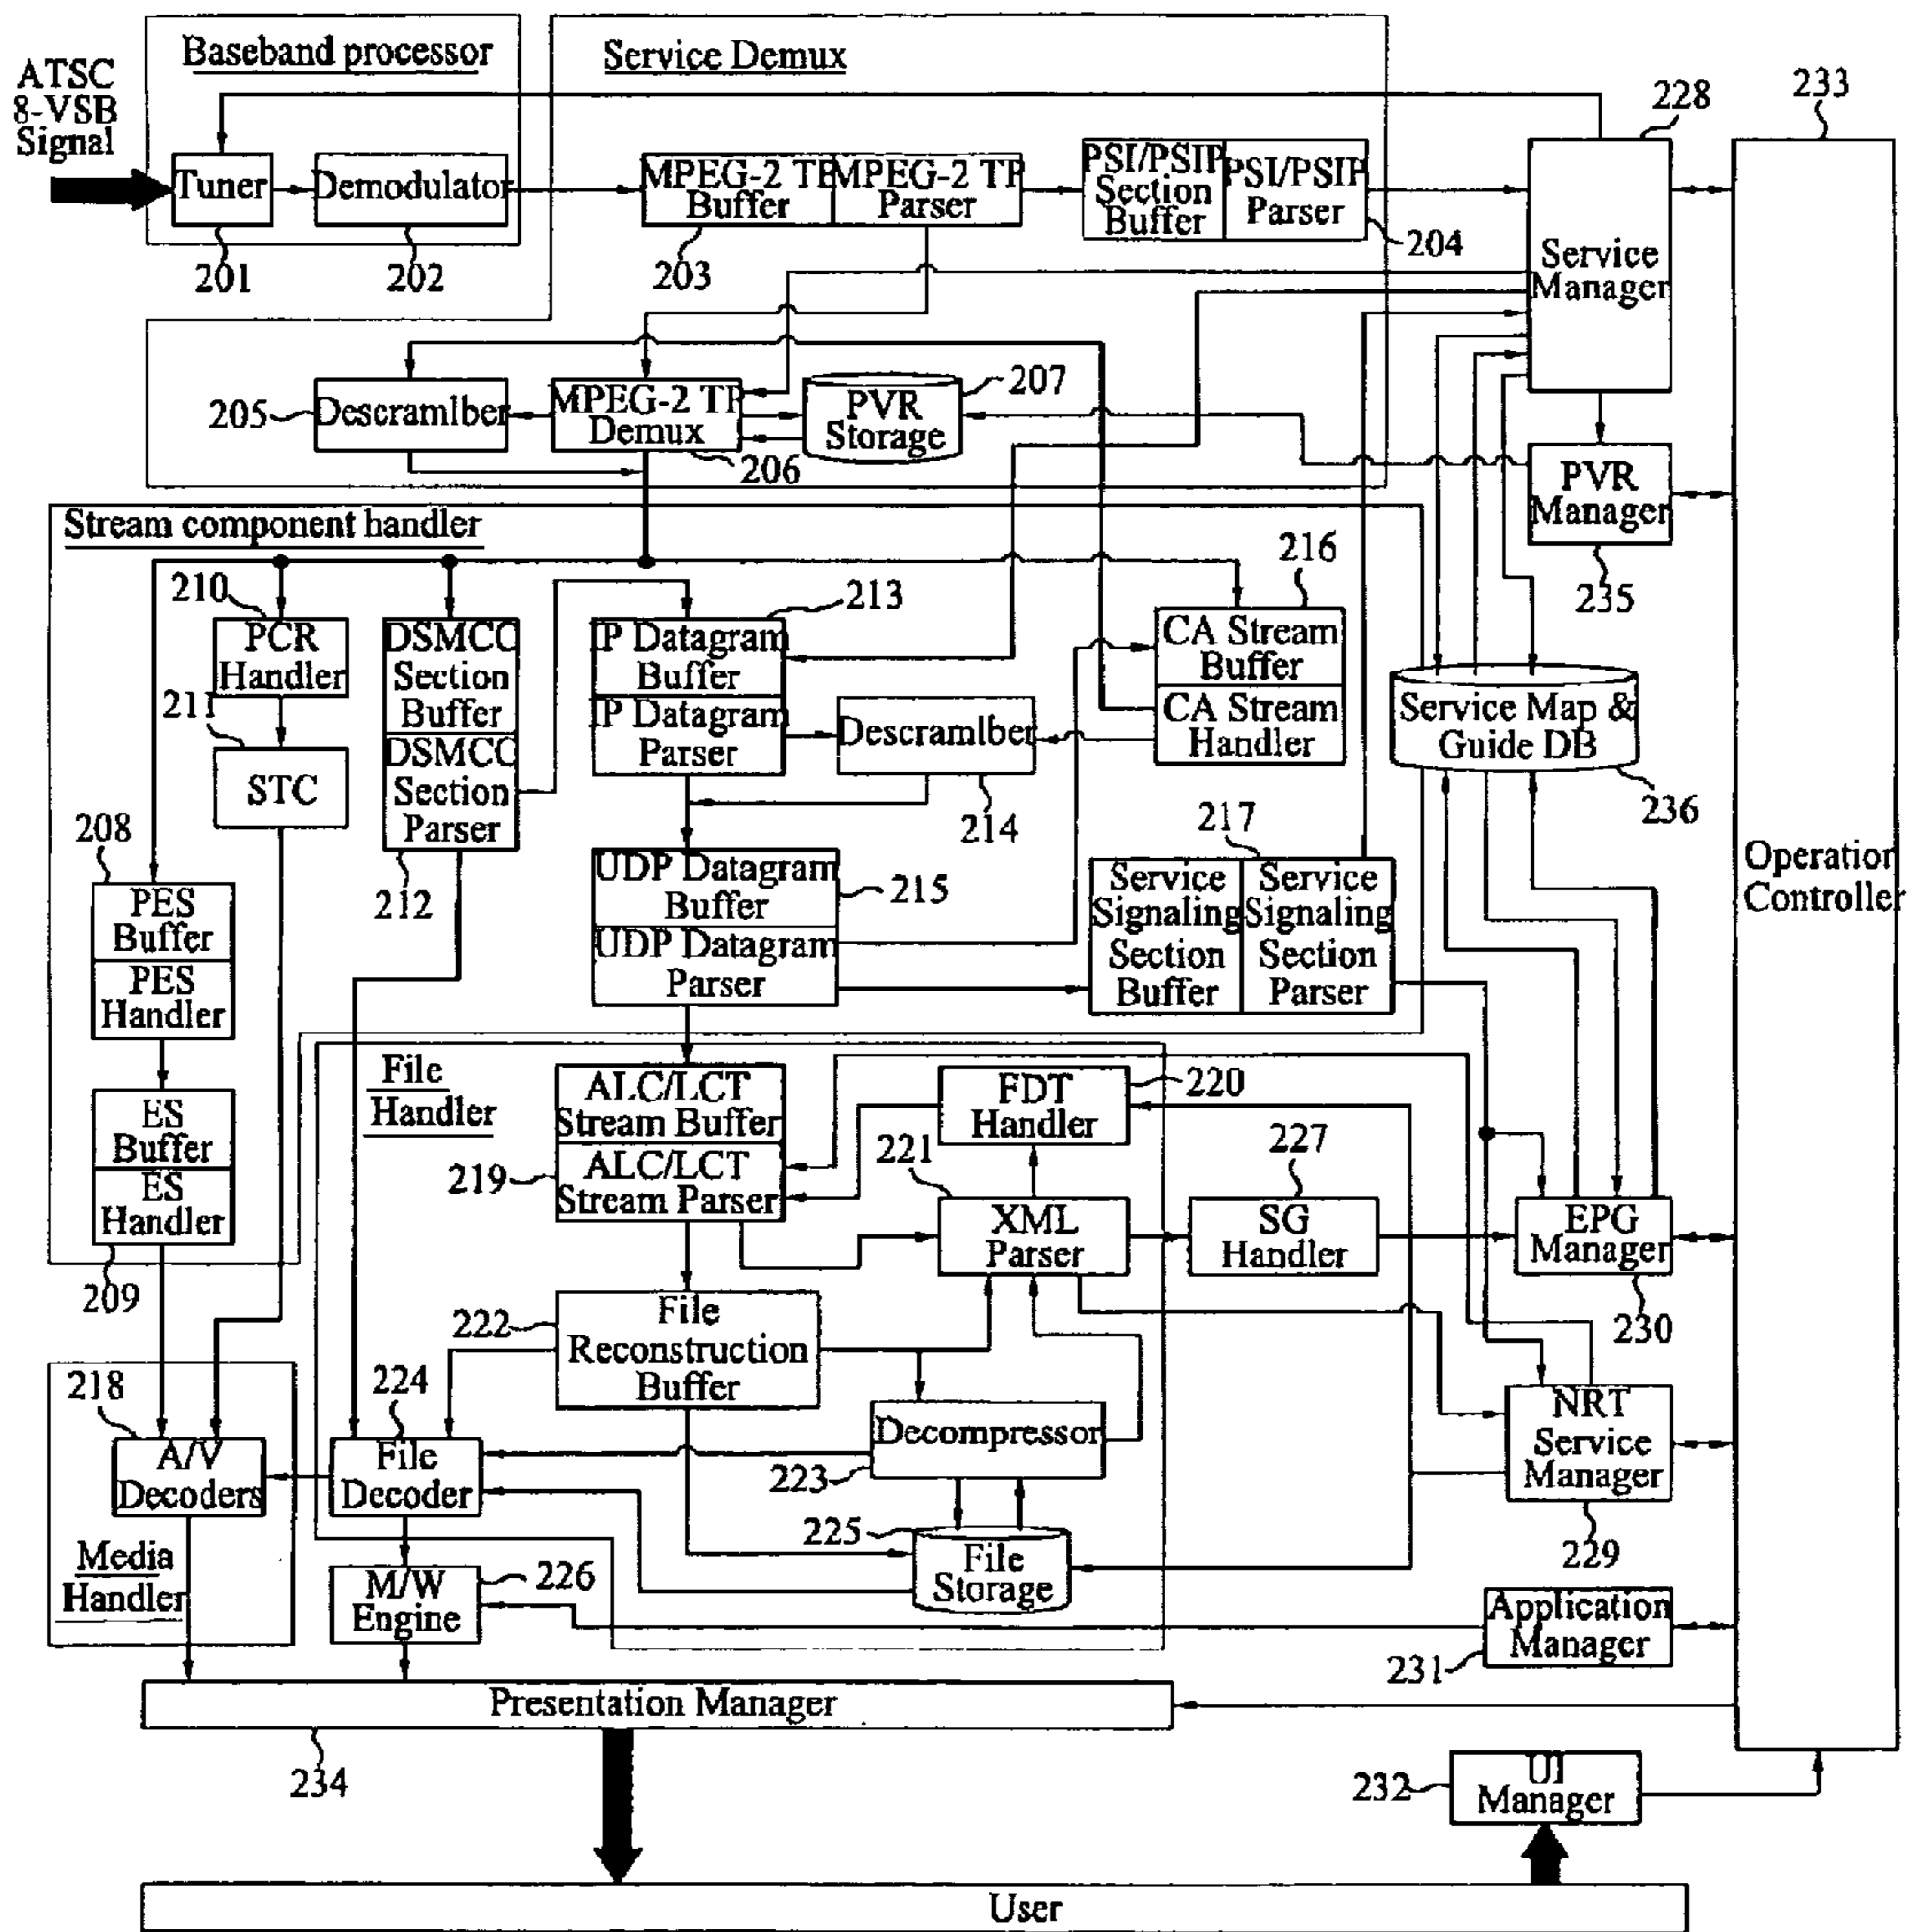 Baseband processor
Service Demux
ATSC
8-VSB
Signal
228
233
Tuner
Demodulator
MPEG-2 TP
Buffer
MPEG-2 TP
Parser
PSI/PSIP
Section
Buffer
PSI/PSIP
Parser
201
202
203
204
Service
Manager
205
Descramlber
MPEG-2 TP
Demux
206
PVR
Storage
207
PVR
Manager
235
Stream component handler
210
PCR
Handler
211
STC
DSMCC
Section
Buffer
DSMCC
Section
Parser
212
213
IP Datagram
Buffer
IP Datagram
Parser
Descramlber
214
216
CA Stream
Buffer
CA Stream
Handler
Service Map &
Guide DB
236
208
PES
Buffer
PES
Handler
UDP Datagram
Buffer
UDP Datagram
Parser
215
217
Service
Signaling
Section
Buffer
Service
Signaling
Section
Parser
Operation
Controller
ES
Buffer
ES
Handler
209
File
Handler
ALC/LCT
Stream Buffer
ALC/LCT
Stream Parser
219
FDT
Handler
220
221
XML
Parser
227
SG
Handler
EPG
Manager
230
222
File
Reconstruction
Buffer
218
A/V
Decoders
224
File
Decoder
Decompressor
223
NRT
Service
Manager
229
225
File
Storage
Media
Handler
M/W
Engine
226
Application
Manager
231
Presentation Manager
234
232
UI
Manager
User